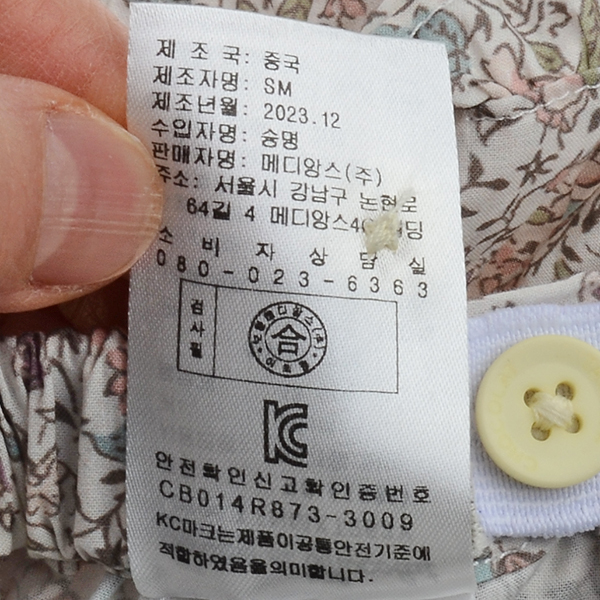 제 조 국: 중국
제조자명: SM
제조년월: 2023.12
수입자명: 승명
판매자명: 메디앙스(주)
주소: 서울시 강남구 논현로
64길 4 메디앙스
소 비 자 상 담 실
080-023-6363
검사필
合
KC
안전확인신고확인증번호
CB014R873-3009
KC마크는제품이공통안전기준에
적합하였음을의미합니다.